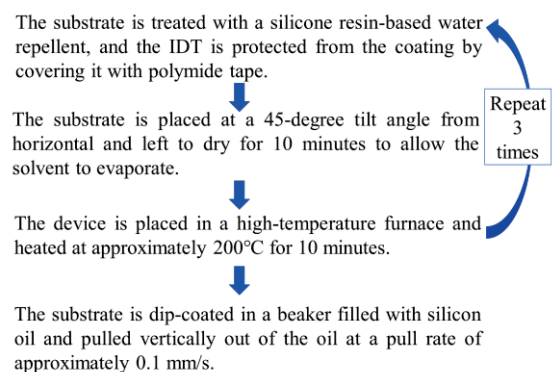 The substrate is treated with a silicone resin-based water
repellent, and the IDT is protected from the coating by
covering it with polymide tape.
The substrate is placed at a 45-degree tilt angle from
horizontal and left to dry for 10 minutes to allow the
solvent to evaporate.
The device is placed in a high-temperature furnace and
heated at approximately 200℃ for 10 minutes.
The substrate is dip-coated in a beaker filled with silicon
oil and pulled vertically out of the oil at a pull rate of
approximately 0.1 mm/s.
Repeat
3
times